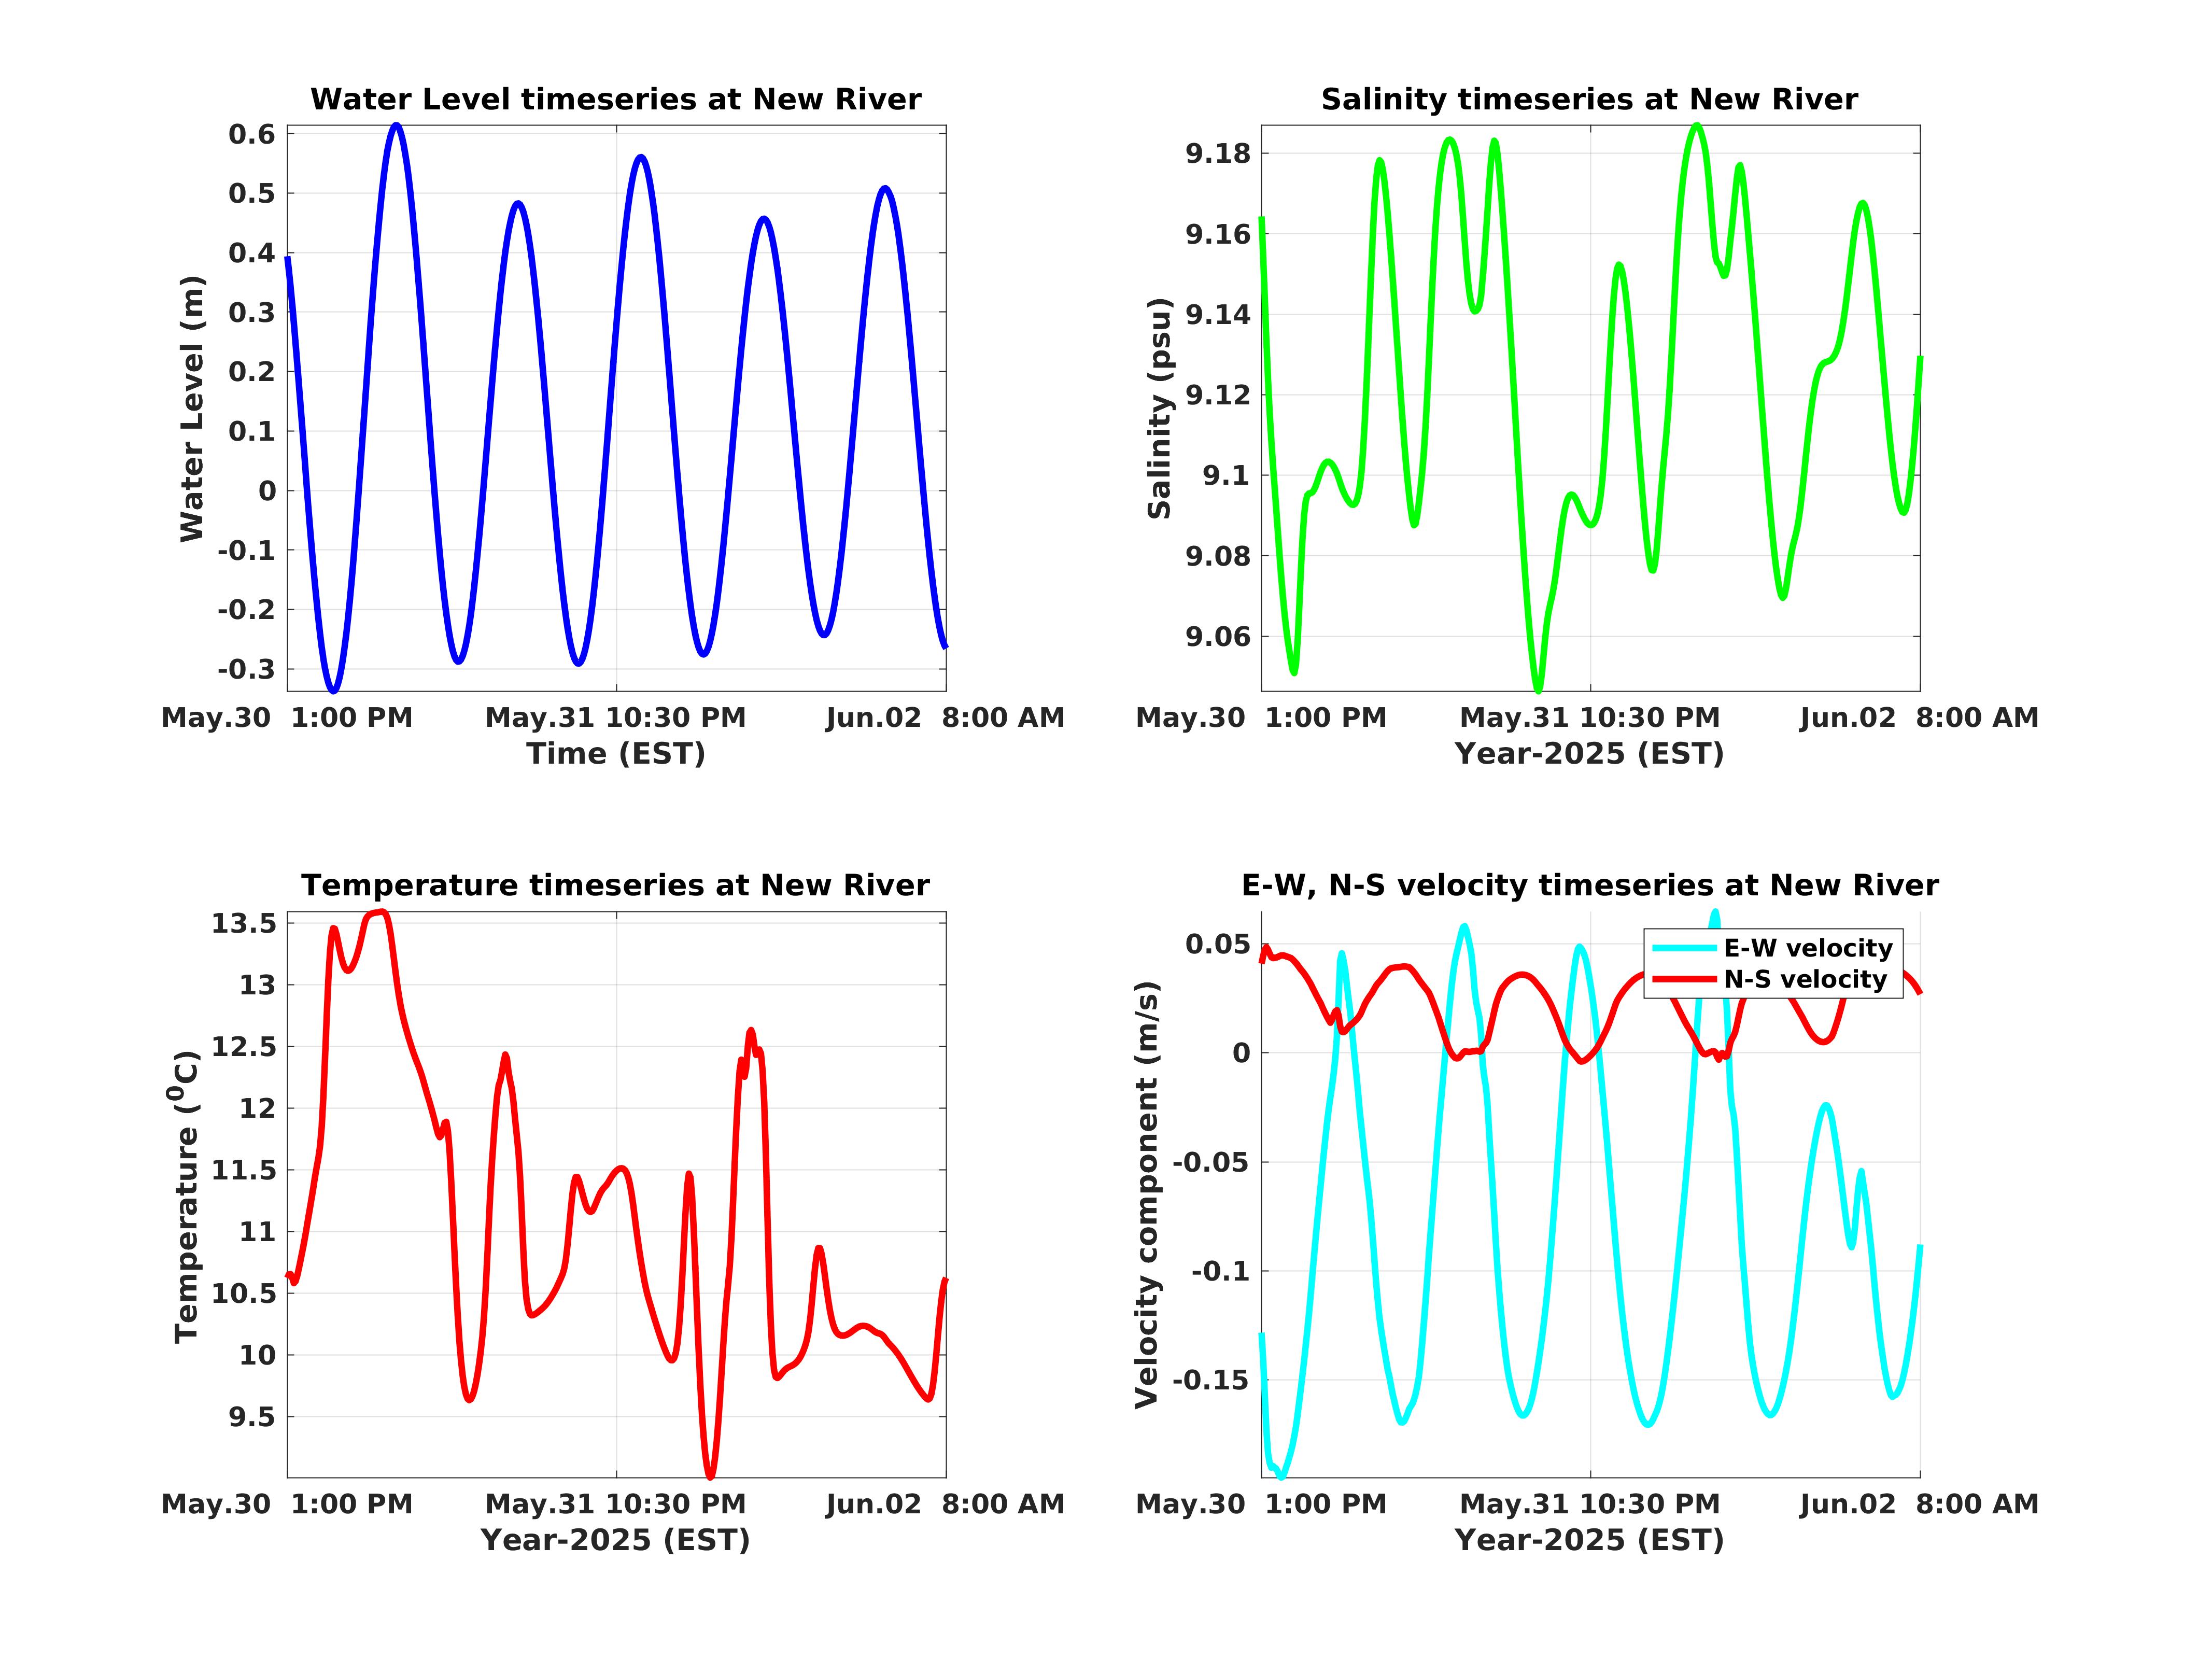 Water Level timeseries at New River
0.6
0.5
0.4
0.3
0.2
0.1
0
-0.1
-0.2
-0.3
Water Level (m)
May.30 1:00 PM May.31 10:30 PM Jun.02 8:00 AM
Time (EST)
Salinity timeseries at New River
9.18
9.16
9.14
9.12
9.1
9.08
9.06
Salinity (psu)
May.30 1:00 PM May.31 10:30 PM Jun.02 8:00 AM
Year-2025 (EST)
Temperature timeseries at New River
13.5
13
12.5
12
11.5
11
10.5
10
9.5
Temperature (⁰C)
May.30 1:00 PM May.31 10:30 PM Jun.02 8:00 AM
Year-2025 (EST)
E-W, N-S velocity timeseries at New River
0.05
0
-0.05
-0.1
-0.15
Velocity component (m/s)
E-W velocity
N-S velocity
May.30 1:00 PM May.31 10:30 PM Jun.02 8:00 AM
Year-2025 (EST)